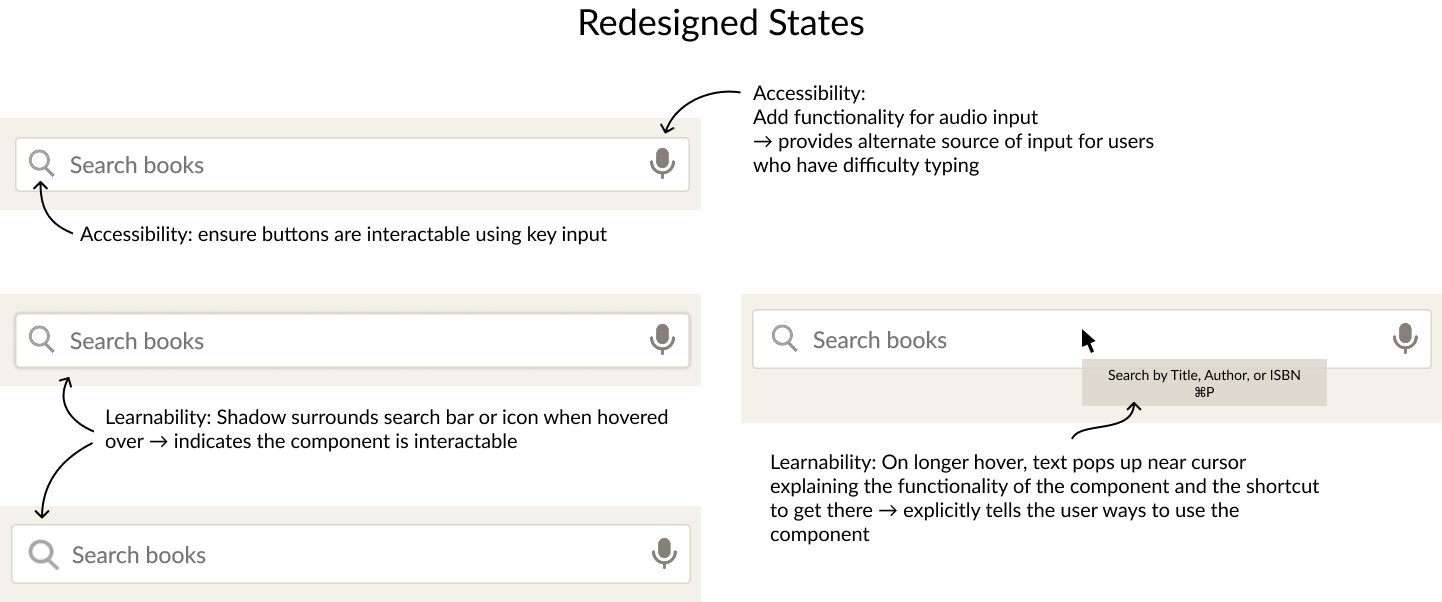 Redesigned States
Accessibility:
Add functionality for audio input
→ provides alternate source of input for users
who have difficulty typing
Search books
Accessibility: ensure buttons are interactable using key input
Search books
Learnability: Shadow surrounds search bar or icon when hovered
over → indicates the component is interactable
Search books
Search books
Search by Title, Author, or ISBN
⌘P
Learnability: On longer hover, text pops up near cursor
explaining the functionality of the component and the shortcut
to get there → explicitly tells the user ways to use the
component